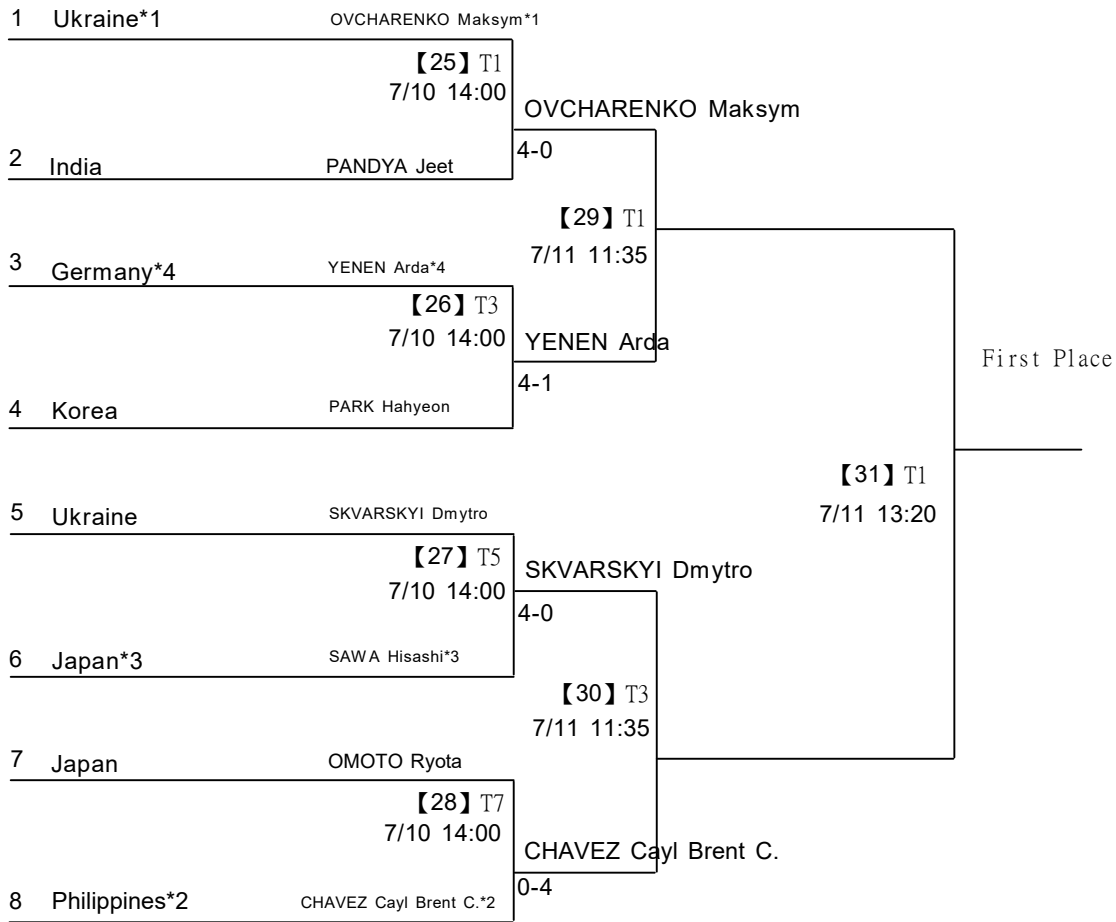 1 Ukraine*1 OVCHARENKO Maksym*1
【25】T1
7/10 14:00
OVCHARENKO Maksym
4-0
2 India PANDYA Jeet
【29】T1
7/11 11:35
3 Germany*4 YENEN Arda*4
【26】T3
7/10 14:00
YENEN Arda
4-1
First Place
4 Korea PARK Hahyeon
【31】T1
7/11 13:20
5 Ukraine SKVARSKYI Dmytro
【27】T5
7/10 14:00
SKVARSKYI Dmytro
4-0
6 Japan*3 SAWA Hisashi*3
【30】T3
7/11 11:35
7 Japan OMOTO Ryota
【28】T7
7/10 14:00
CHAVEZ Cayl Brent C.
0-4
8 Philippines*2 CHAVEZ Cayl Brent C.*2